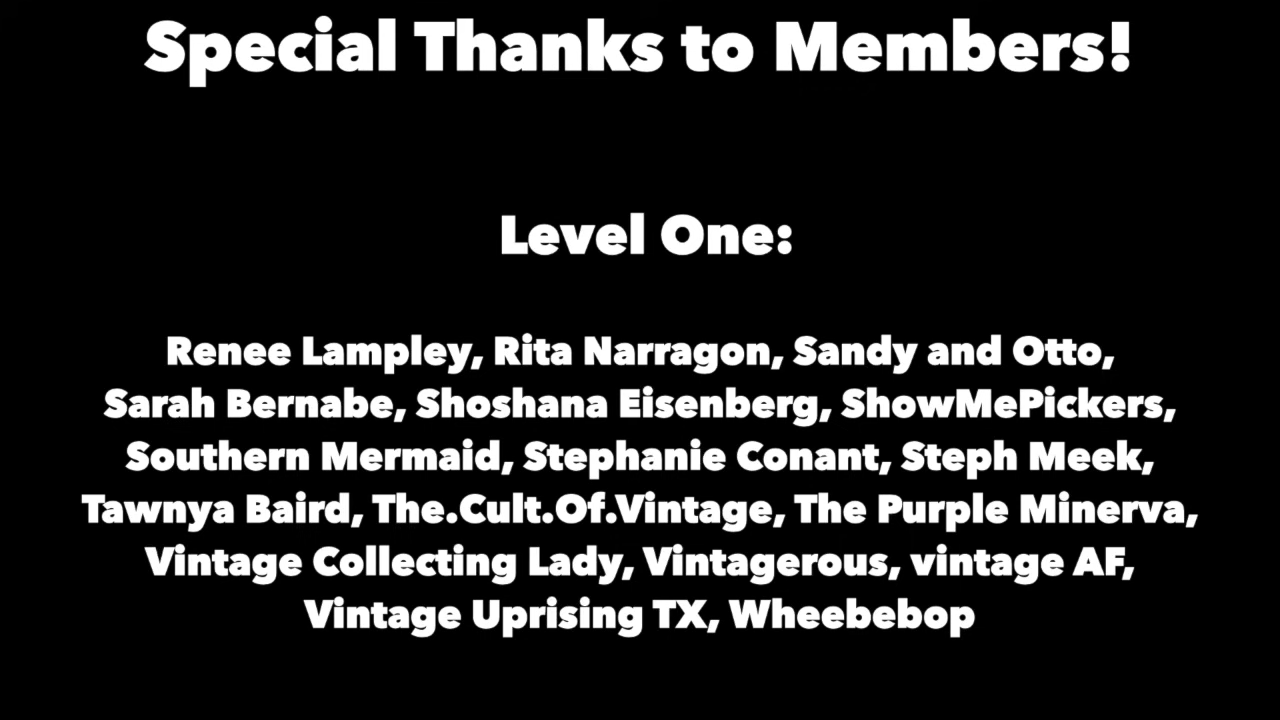 Special Thanks to Members!
Level One:
Renee Lampley, Rita Narragon, Sandy and Otto,
Sarah Bernabe, Shoshana Eisenberg, ShowMePickers,
Southern Mermaid, Stephanie Conant, Steph Meek,
Tawnya Baird, The.Cult.Of.Vintage, The Purple Minerva,
Vintage Collecting Lady, Vintagerous, vintage AF,
Vintage Uprising TX, Wheebebop